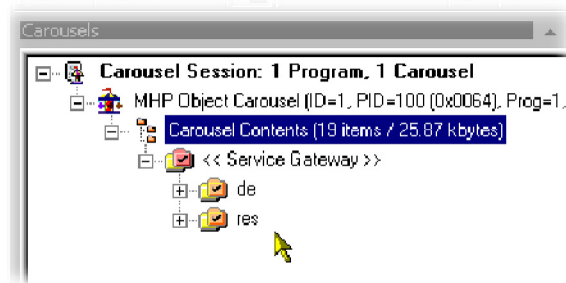 Carousels
Carousel Session: 1 Program, 1 Carousel
MHP Object Carousel (ID=1, PID=100 (0x0064), Prog=1,
Carousel Contents (19 items / 25.87 kbytes)
<< Service Gateway >>
de
res